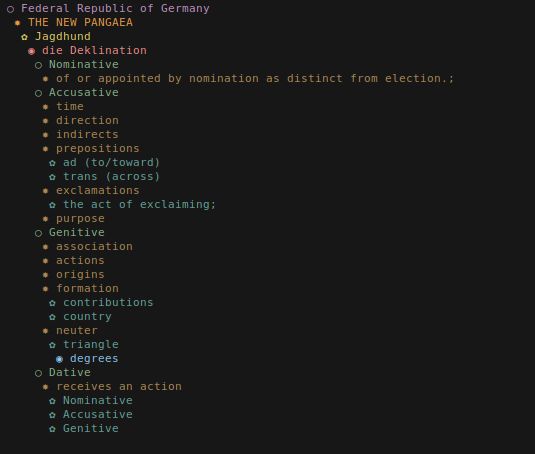 Federal Republic of Germany
THE NEW PANGAEA
Jagdhund
die Deklination
Nominative
of or appointed by nomination as distinct from election.;
Accusative
time
direction
indirects
prepositions
ad (to/toward)
trans (across)
exclamations
the act of exclaiming;
purpose
Genitive
association
actions
origins
formation
contributions
country
neuter
triangle
degrees
Dative
receives an action
Nominative
Accusative
Genitive